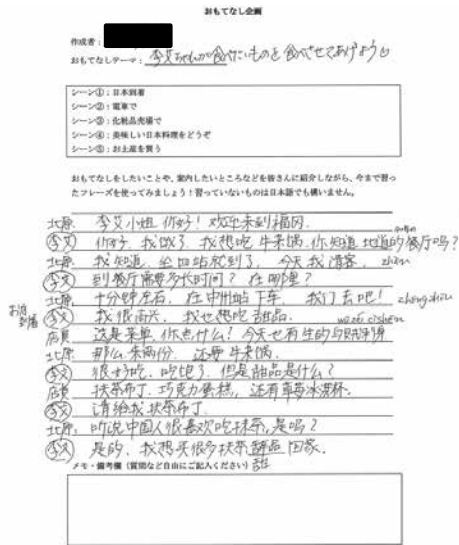 おもてなし企画
作成者：
おもてなしテーマ：李艾ちゃんが食べたいものを食べさせてあげよう
シーン①：日本到着
シーン②：電車で
シーン③：化粧品売場で
シーン④：美味しい日本料理をどうぞ
シーン⑤：お土産を買う
おもてなしをしたいことや、案内したいところなどを皆さんに紹介しながら、今まで習っ
たフレーズを使ってみましょう！習っていないものは日本語でも構いません。
北原 李艾小姐 你好！欢迎来到福冈.
李艾 你好. 我饿了. 我想吃 牛末锅. 你知道 地道的餐厅吗？
北原 我知道. 坐四站就到了. 今天我请客.
李艾 到餐厅需要多长时间？在哪里？
北原 十分钟左右. 在中州站下车. 我们去吧！ zhongzhou
お店到着
李艾 我很高兴. 我也想吃 甜品.
店員 这是菜单. 你点什么？今天也有生的
北原 那么来两份. 还要 牛末锅.
李艾 很好吃. 吃饱了. 但是甜品是什么？
店員 抹茶布丁. 巧克力蛋糕. 还有草莓冰淇杯.
李艾 请给我抹茶布丁.
北原 听说中国人很喜欢吃抹茶. 是吗？
李艾 是的. 我想买很多抹茶甜品 回家.
メモ・備考欄（質問など自由にご記入ください）甜